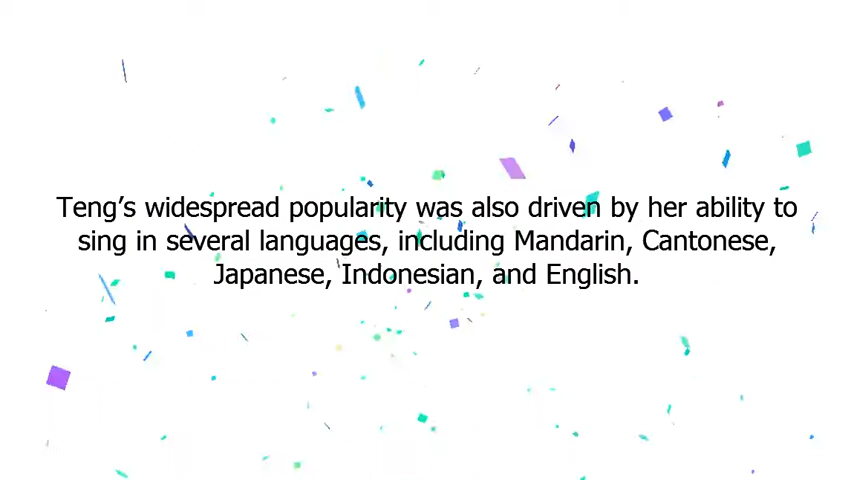 Teng’s widespread popularity was also driven by her ability to
sing in several languages, including Mandarin, Cantonese,
Japanese, Indonesian, and English.